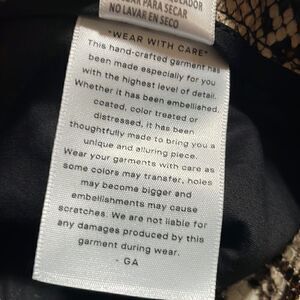 PARA SECAR
NO LAVAR EN SECO
"WEAR WITH CARE"
This hand-crafted garment has
been made especially for you
with the highest level of detail.
Whether it has been embellished,
coated, color treated or
distressed, it has been
thoughtfully made to bring you a
unique and alluring piece.
Wear your garments with care as
some colors may transfer, holes
may become bigger and
embellishments may cause
scratches. We are not liable for
any damages produced by this
garment during wear.
- GA